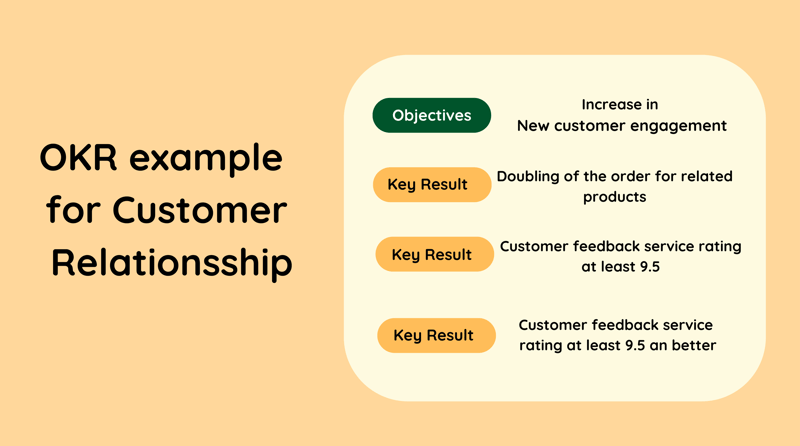 OKR example
for Customer
Relationsship
Objectives
Increase in
New customer engagement
Key Result
Doubling of the order for related
products
Key Result
Customer feedback service rating
at least 9.5
Key Result
Customer feedback service
rating at least 9.5 an better